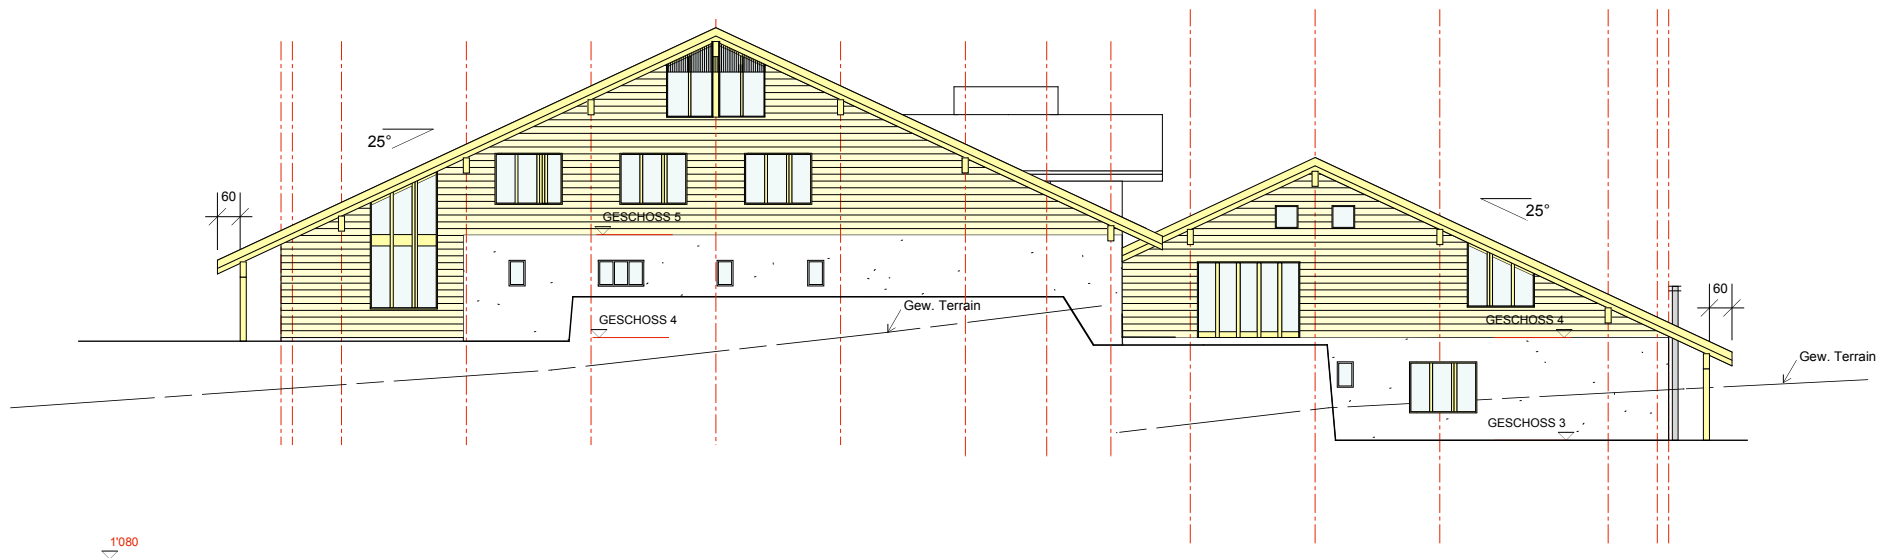 25°
60
GESCHOSS 5
25°
Gew. Terrain
60
GESCHOSS 4
GESCHOSS 4
Gew. Terrain
GESCHOSS 3
1'080